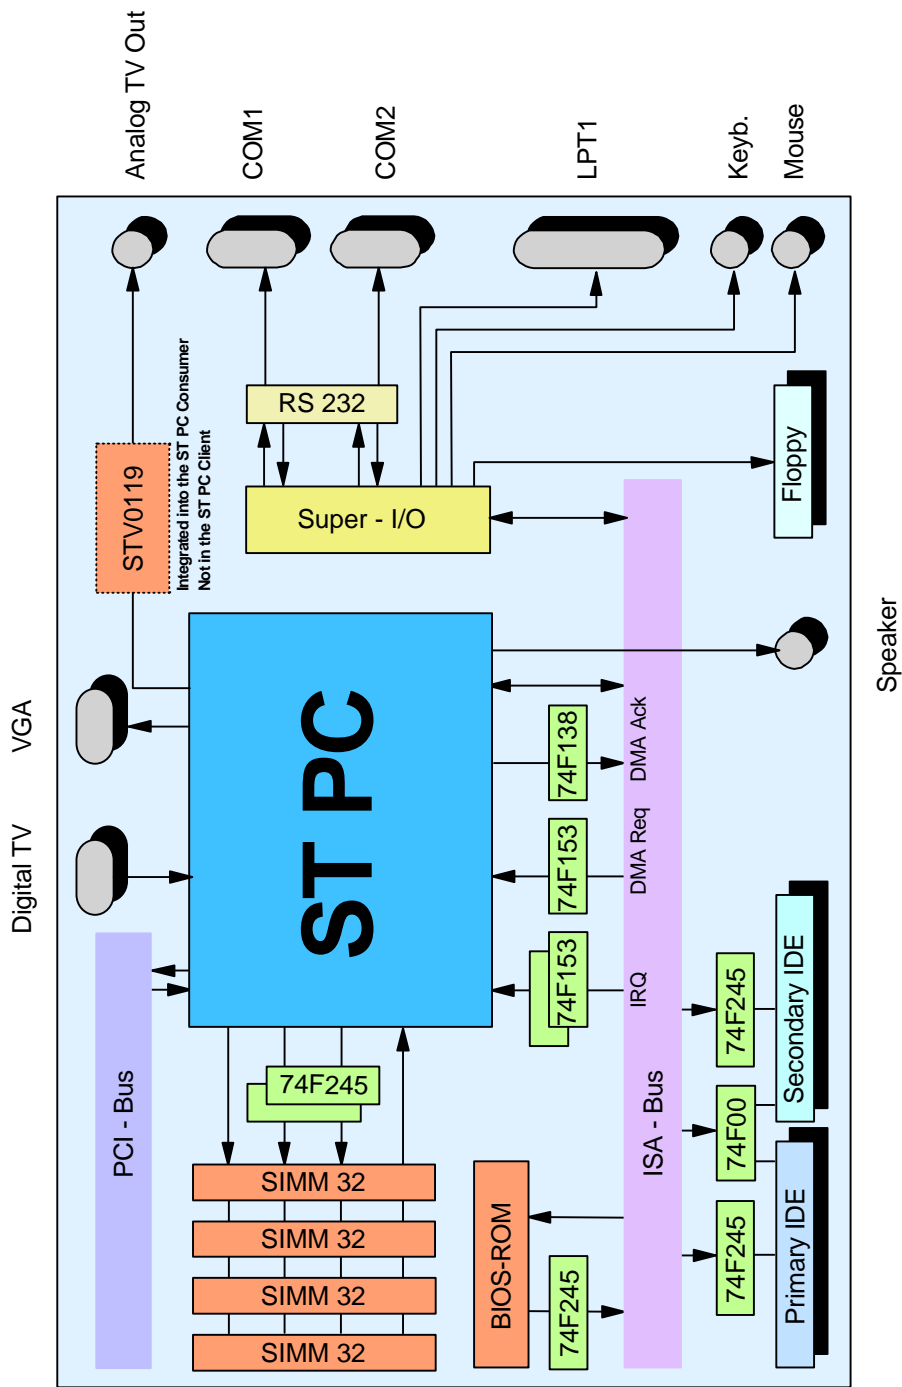 Analog TV Out
COM1
COM2
LPT1
Keyb.
Mouse
RS 232
STV0119
Integrated into the ST PC Consumer
Not in the ST PC Client
Super - I/O
Floppy
VGA
Digital TV
Speaker
ST PC
74F138
DMA Ack
74F153
DMA Req
74F153
IRQ
PCI - Bus
74F245
ISA - Bus
74F245
Secondary IDE
74F00
74F245
Primary IDE
SIMM 32
SIMM 32
SIMM 32
SIMM 32
BIOS-ROM
74F245